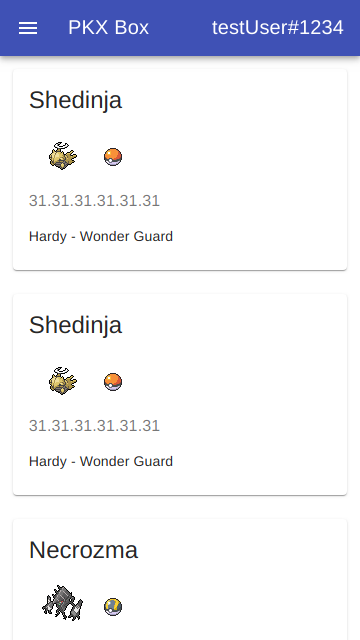 PKX Box
testUser#1234
Shedinja
31.31.31.31.31.31
Hardy - Wonder Guard
Shedinja
31.31.31.31.31.31
Hardy - Wonder Guard
Necrozma